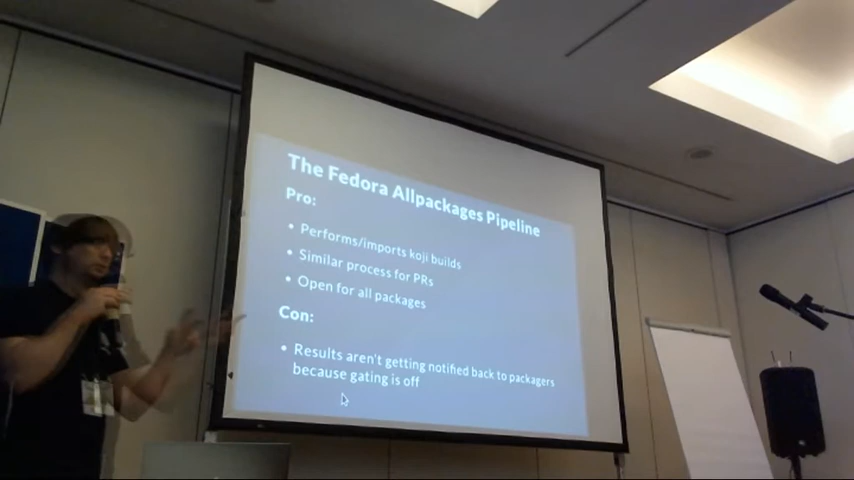 The Fedora Allpackages Pipeline
Pro:
• Performs/imports koji builds
• Similar process for PRs
• Open for all packages
Con:
• Results aren't getting notified back to packagers
because gating is off